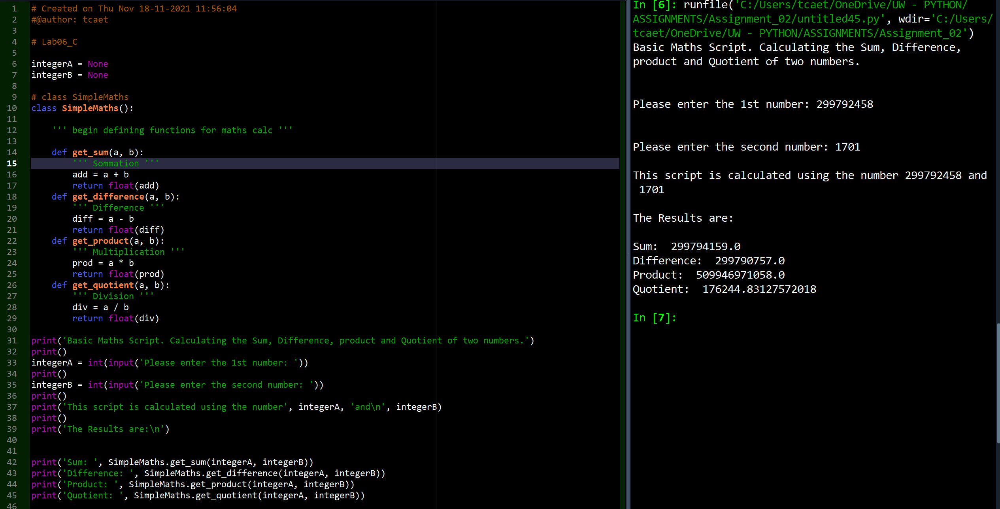 1 # Created on Thu Nov 18-11-2021 11:56:04
2 #@author: tcaet
3
4 # Lab06_C
5
6 integerA = None
7 integerB = None
8
9 # class SimpleMaths
10 class SimpleMaths():
11
12     ''' begin defining functions for maths calc '''
13
14     def get_sum(a, b):
15         ''' Sommation '''
16         add = a + b
17         return float(add)
18     def get_difference(a, b):
19         ''' Difference '''
20         diff = a - b
21         return float(diff)
22     def get_product(a, b):
23         ''' Multiplication '''
24         prod = a * b
25         return float(prod)
26     def get_quotient(a, b):
27         ''' Division '''
28         div = a / b
29         return float(div)
30
31 print('Basic Maths Script. Calculating the Sum, Difference, product and Quotient of two numbers.')
32 print()
33 integerA = int(input('Please enter the 1st number: '))
34 print()
35 integerB = int(input('Please enter the second number: '))
36 print()
37 print('This script is calculated using the number', integerA, 'and\n', integerB)
38 print()
39 print('The Results are:\n')
40
41
42 print('Sum: ', SimpleMaths.get_sum(integerA, integerB))
43 print('Difference: ', SimpleMaths.get_difference(integerA, integerB))
44 print('Product: ', SimpleMaths.get_product(integerA, integerB))
45 print('Quotient: ', SimpleMaths.get_quotient(integerA, integerB))
46
In [6]: runfile('C:/Users/tcaet/OneDrive/UW - PYTHON/
ASSIGNMENTS/Assignment_02/untitled45.py', wdir='C:/Users/
tcaet/OneDrive/UW - PYTHON/ASSIGNMENTS/Assignment_02')
Basic Maths Script. Calculating the Sum, Difference,
product and Quotient of two numbers.
Please enter the 1st number: 299792458
Please enter the second number: 1701
This script is calculated using the number 299792458 and
 1701
The Results are:
Sum:  299794159.0
Difference:  299790757.0
Product:  509946971058.0
Quotient:  176244.83127572018
In [7]: